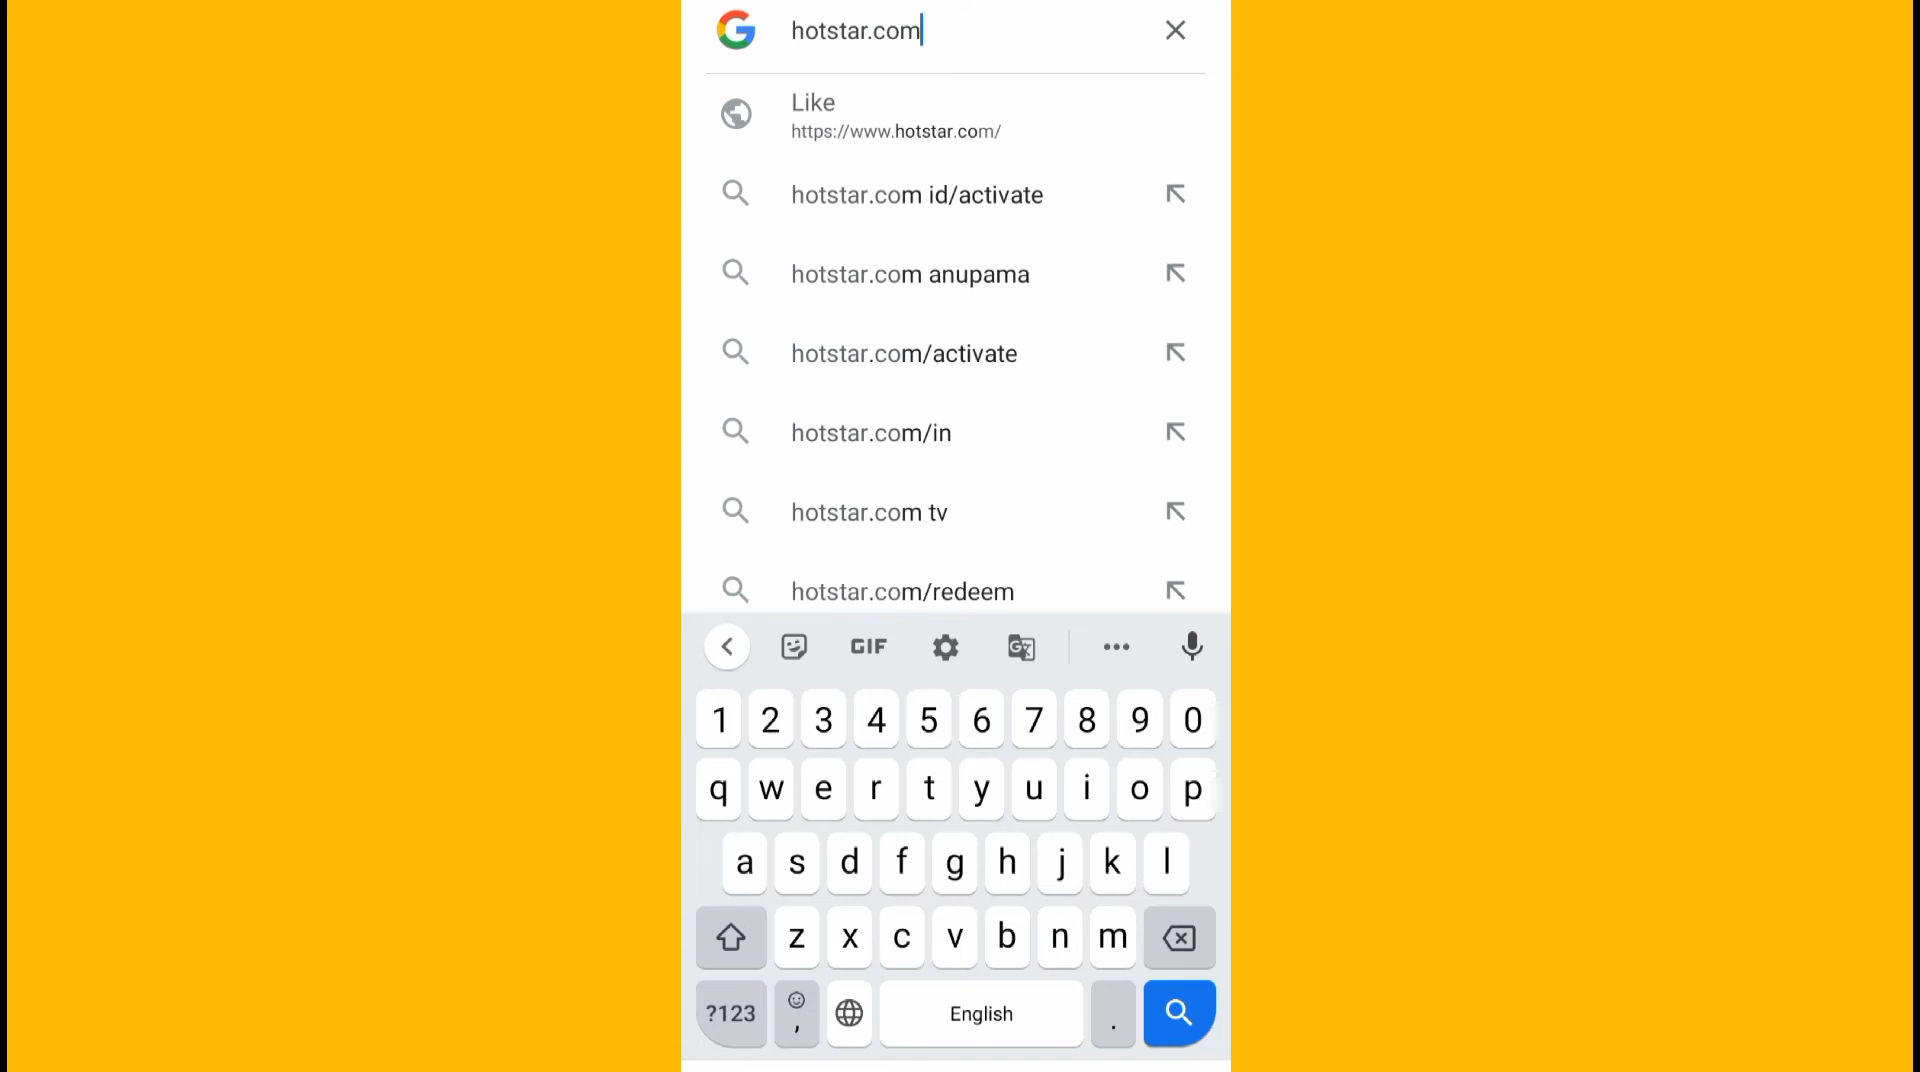 hotstar.com
Like
https://www.hotstar.com/
hotstar.com id/activate
hotstar.com anupama
hotstar.com/activate
hotstar.com/in
hotstar.com tv
hotstar.com/redeem
GIF
1 2 3 4 5 6 7 8 9 0
q w e r t y u i o p
a s d f g h j k l
z x c v b n m
?123 , English .